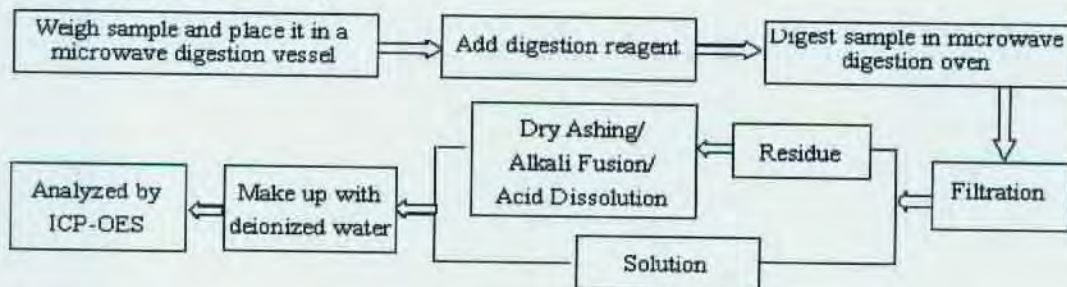 Weigh sample and place it in a
microwave digestion vessel
Add digestion reagent
Digest sample in microwave
digestion oven
Filtration
Residue
Solution
Dry Ashing/
Alkali Fusion/
Acid Dissolution
Make up with
deionized water
Analyzed by
ICP-OES